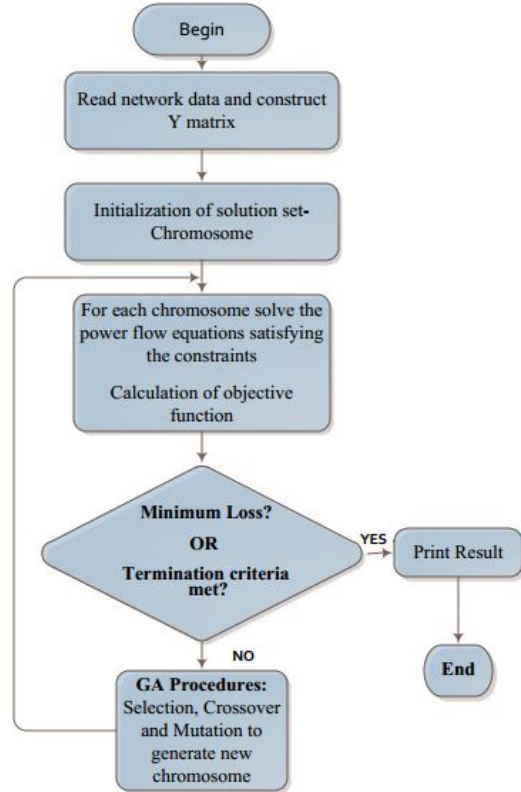 Begin
Read network data and construct
Y matrix
Initialization of solution set-
Chromosome
For each chromosome solve the
power flow equations satisfying
the constraints
Calculation of objective
function
Minimum Loss?
OR
Termination criteria
met?
YES
Print Result
End
NO
GA Procedures:
Selection, Crossover
and Mutation to
generate new
chromosome